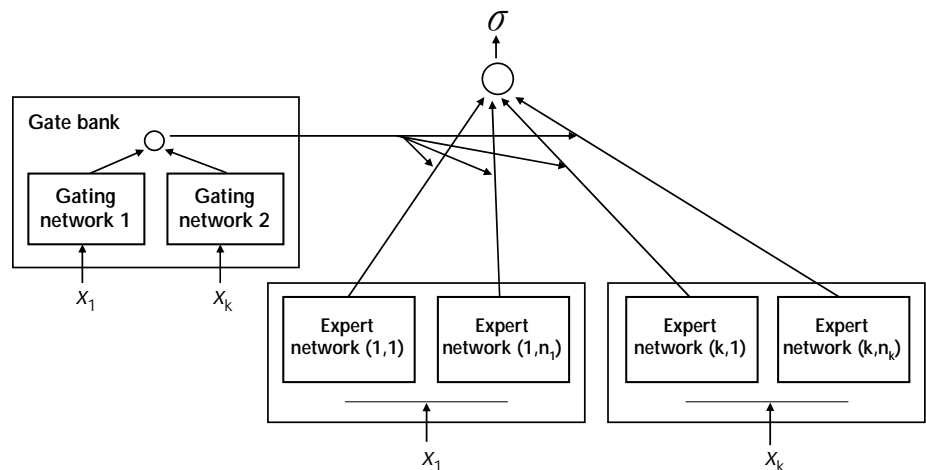 σ
Gate bank
Gating
network 1
Gating
network 2
x₁
xₖ
Expert
network (1,1)
Expert
network (1,n₁)
Expert
network (k,1)
Expert
network (k,nₖ)
x₁
xₖ